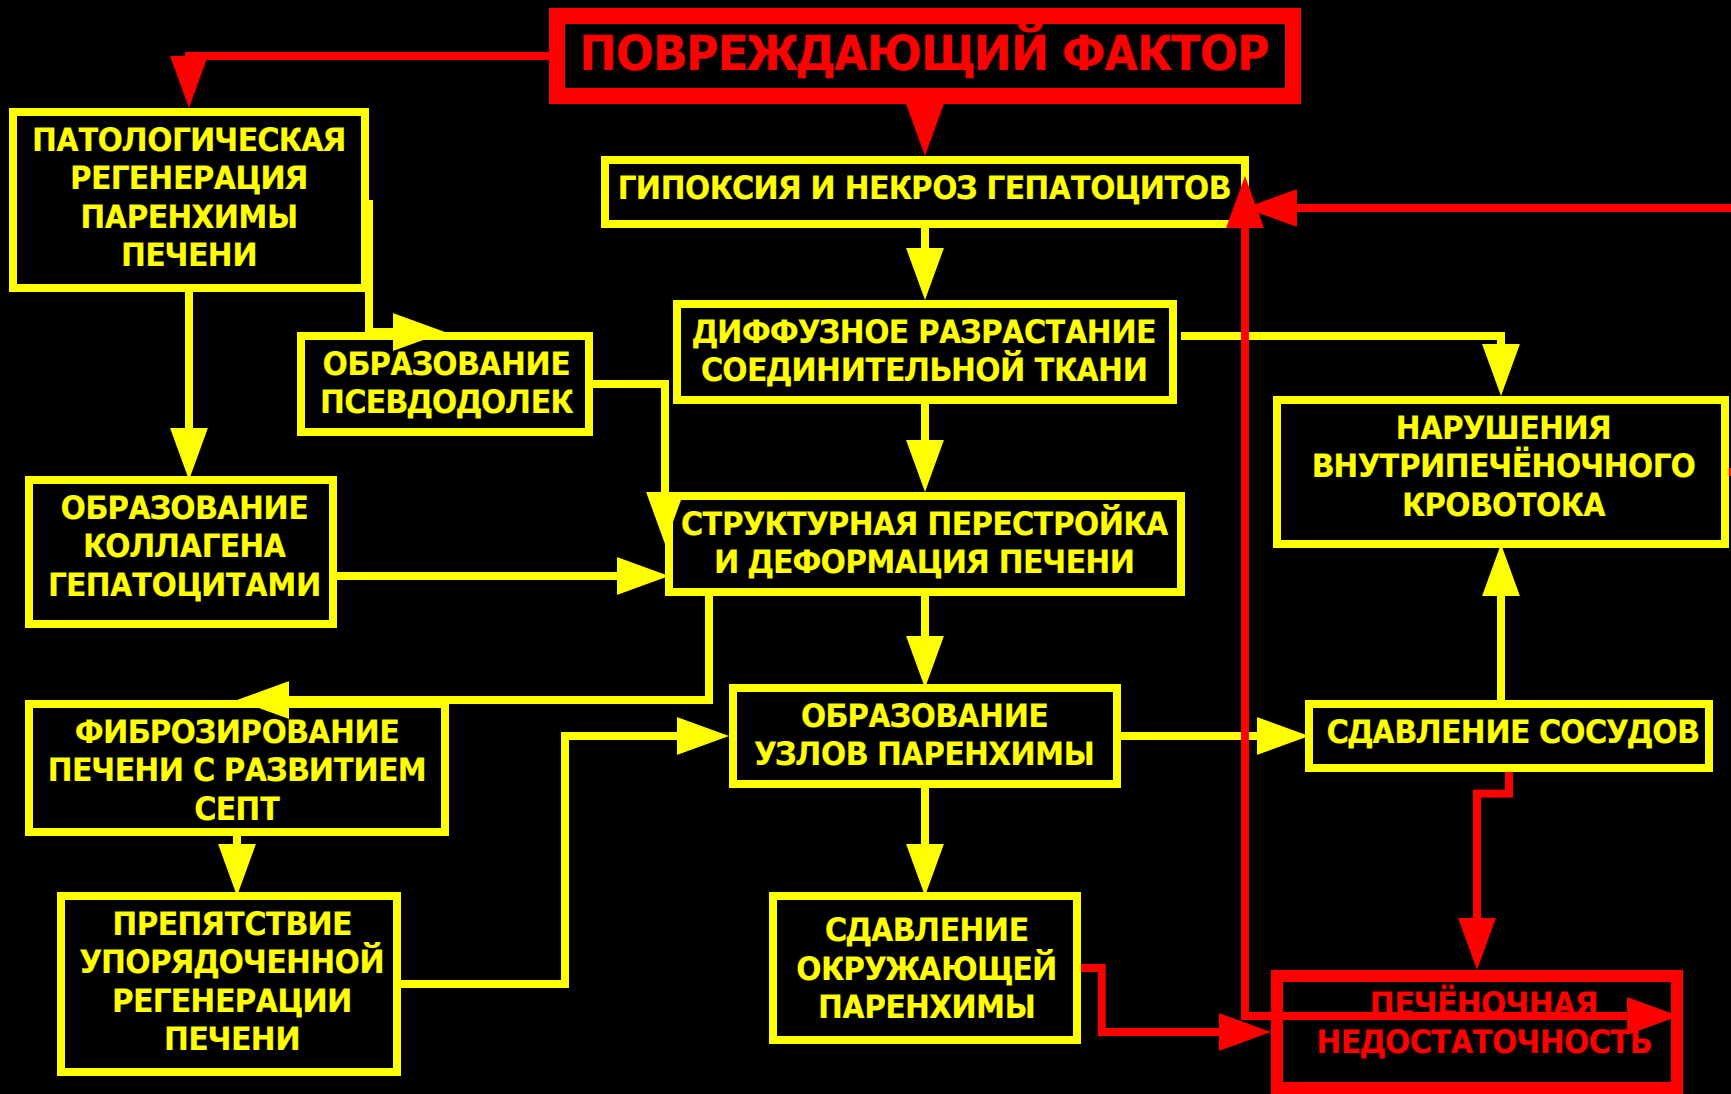 ПОВРЕЖДАЮЩИЙ ФАКТОР
ПАТОЛОГИЧЕСКАЯ
РЕГЕНЕРАЦИЯ
ПАРЕНХИМЫ
ПЕЧЕНИ
ГИПОКСИЯ И НЕКРОЗ ГЕПАТОЦИТОВ
ОБРАЗОВАНИЕ
ПСЕВДОДОЛЕК
ДИФФУЗНОЕ РАЗРАСТАНИЕ
СОЕДИНИТЕЛЬНОЙ ТКАНИ
НАРУШЕНИЯ
ВНУТРИПЕЧЁНОЧНОГО
КРОВОТОКА
ОБРАЗОВАНИЕ
КОЛЛАГЕНА
ГЕПАТОЦИТАМИ
СТРУКТУРНАЯ ПЕРЕСТРОЙКА
И ДЕФОРМАЦИЯ ПЕЧЕНИ
ФИБРОЗИРОВАНИЕ
ПЕЧЕНИ С РАЗВИТИЕМ
СЕПТ
ОБРАЗОВАНИЕ
УЗЛОВ ПАРЕНХИМЫ
СДАВЛЕНИЕ СОСУДОВ
ПРЕПЯТСТВИЕ
УПОРЯДОЧЕННОЙ
РЕГЕНЕРАЦИИ
ПЕЧЕНИ
СДАВЛЕНИЕ
ОКРУЖАЮЩЕЙ
ПАРЕНХИМЫ
ПЕЧЁНОЧНАЯ
НЕДОСТАТОЧНОСТЬ